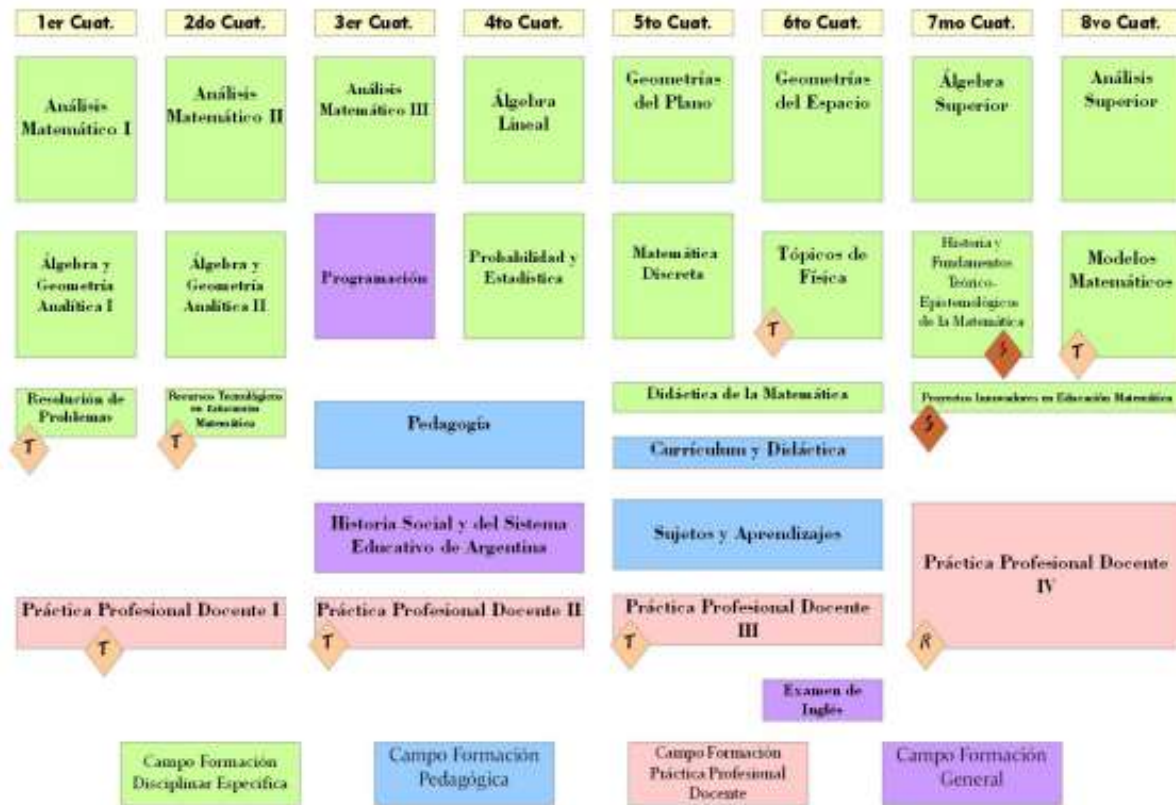 1er Cuat.
2do Cuat.
3er Cuat.
4to Cuat.
5to Cuat.
6to Cuat.
7mo Cuat.
8vo Cuat.
Análisis
Matemático I
Análisis
Matemático II
Análisis
Matemático III
Álgebra
Lineal
Geometrías
del Plano
Geometrías
del Espacio
Álgebra
Superior
Análisis
Superior
Álgebra y
Geometría
Analítica I
Álgebra y
Geometría
Analítica II
Programación
Probabilidad y
Estadística
Matemática
Discreta
Tópicos de
Física
T
Historia y
Fundamentos
Teórico-
Epistemológicos
de la Matemática
S
Modelos
Matemáticos
T
Resolución de
Problemas
T
Recursos Tecnológicos
en Educación
Matemática
T
Pedagogía
Didáctica de la Matemática
Proyectos Innovadores en Educación Matemática
S
Currículum y Didáctica
Historia Social y del Sistema
Educativo de Argentina
Sujetos y Aprendizajes
Práctica Profesional Docente
IV
R
Práctica Profesional Docente I
T
Práctica Profesional Docente II
T
Práctica Profesional Docente
III
T
Examen de
Inglés
Campo Formación
Disciplinar Específica
Campo Formación
Pedagógica
Campo Formación
Práctica Profesional
Docente
Campo Formación
General